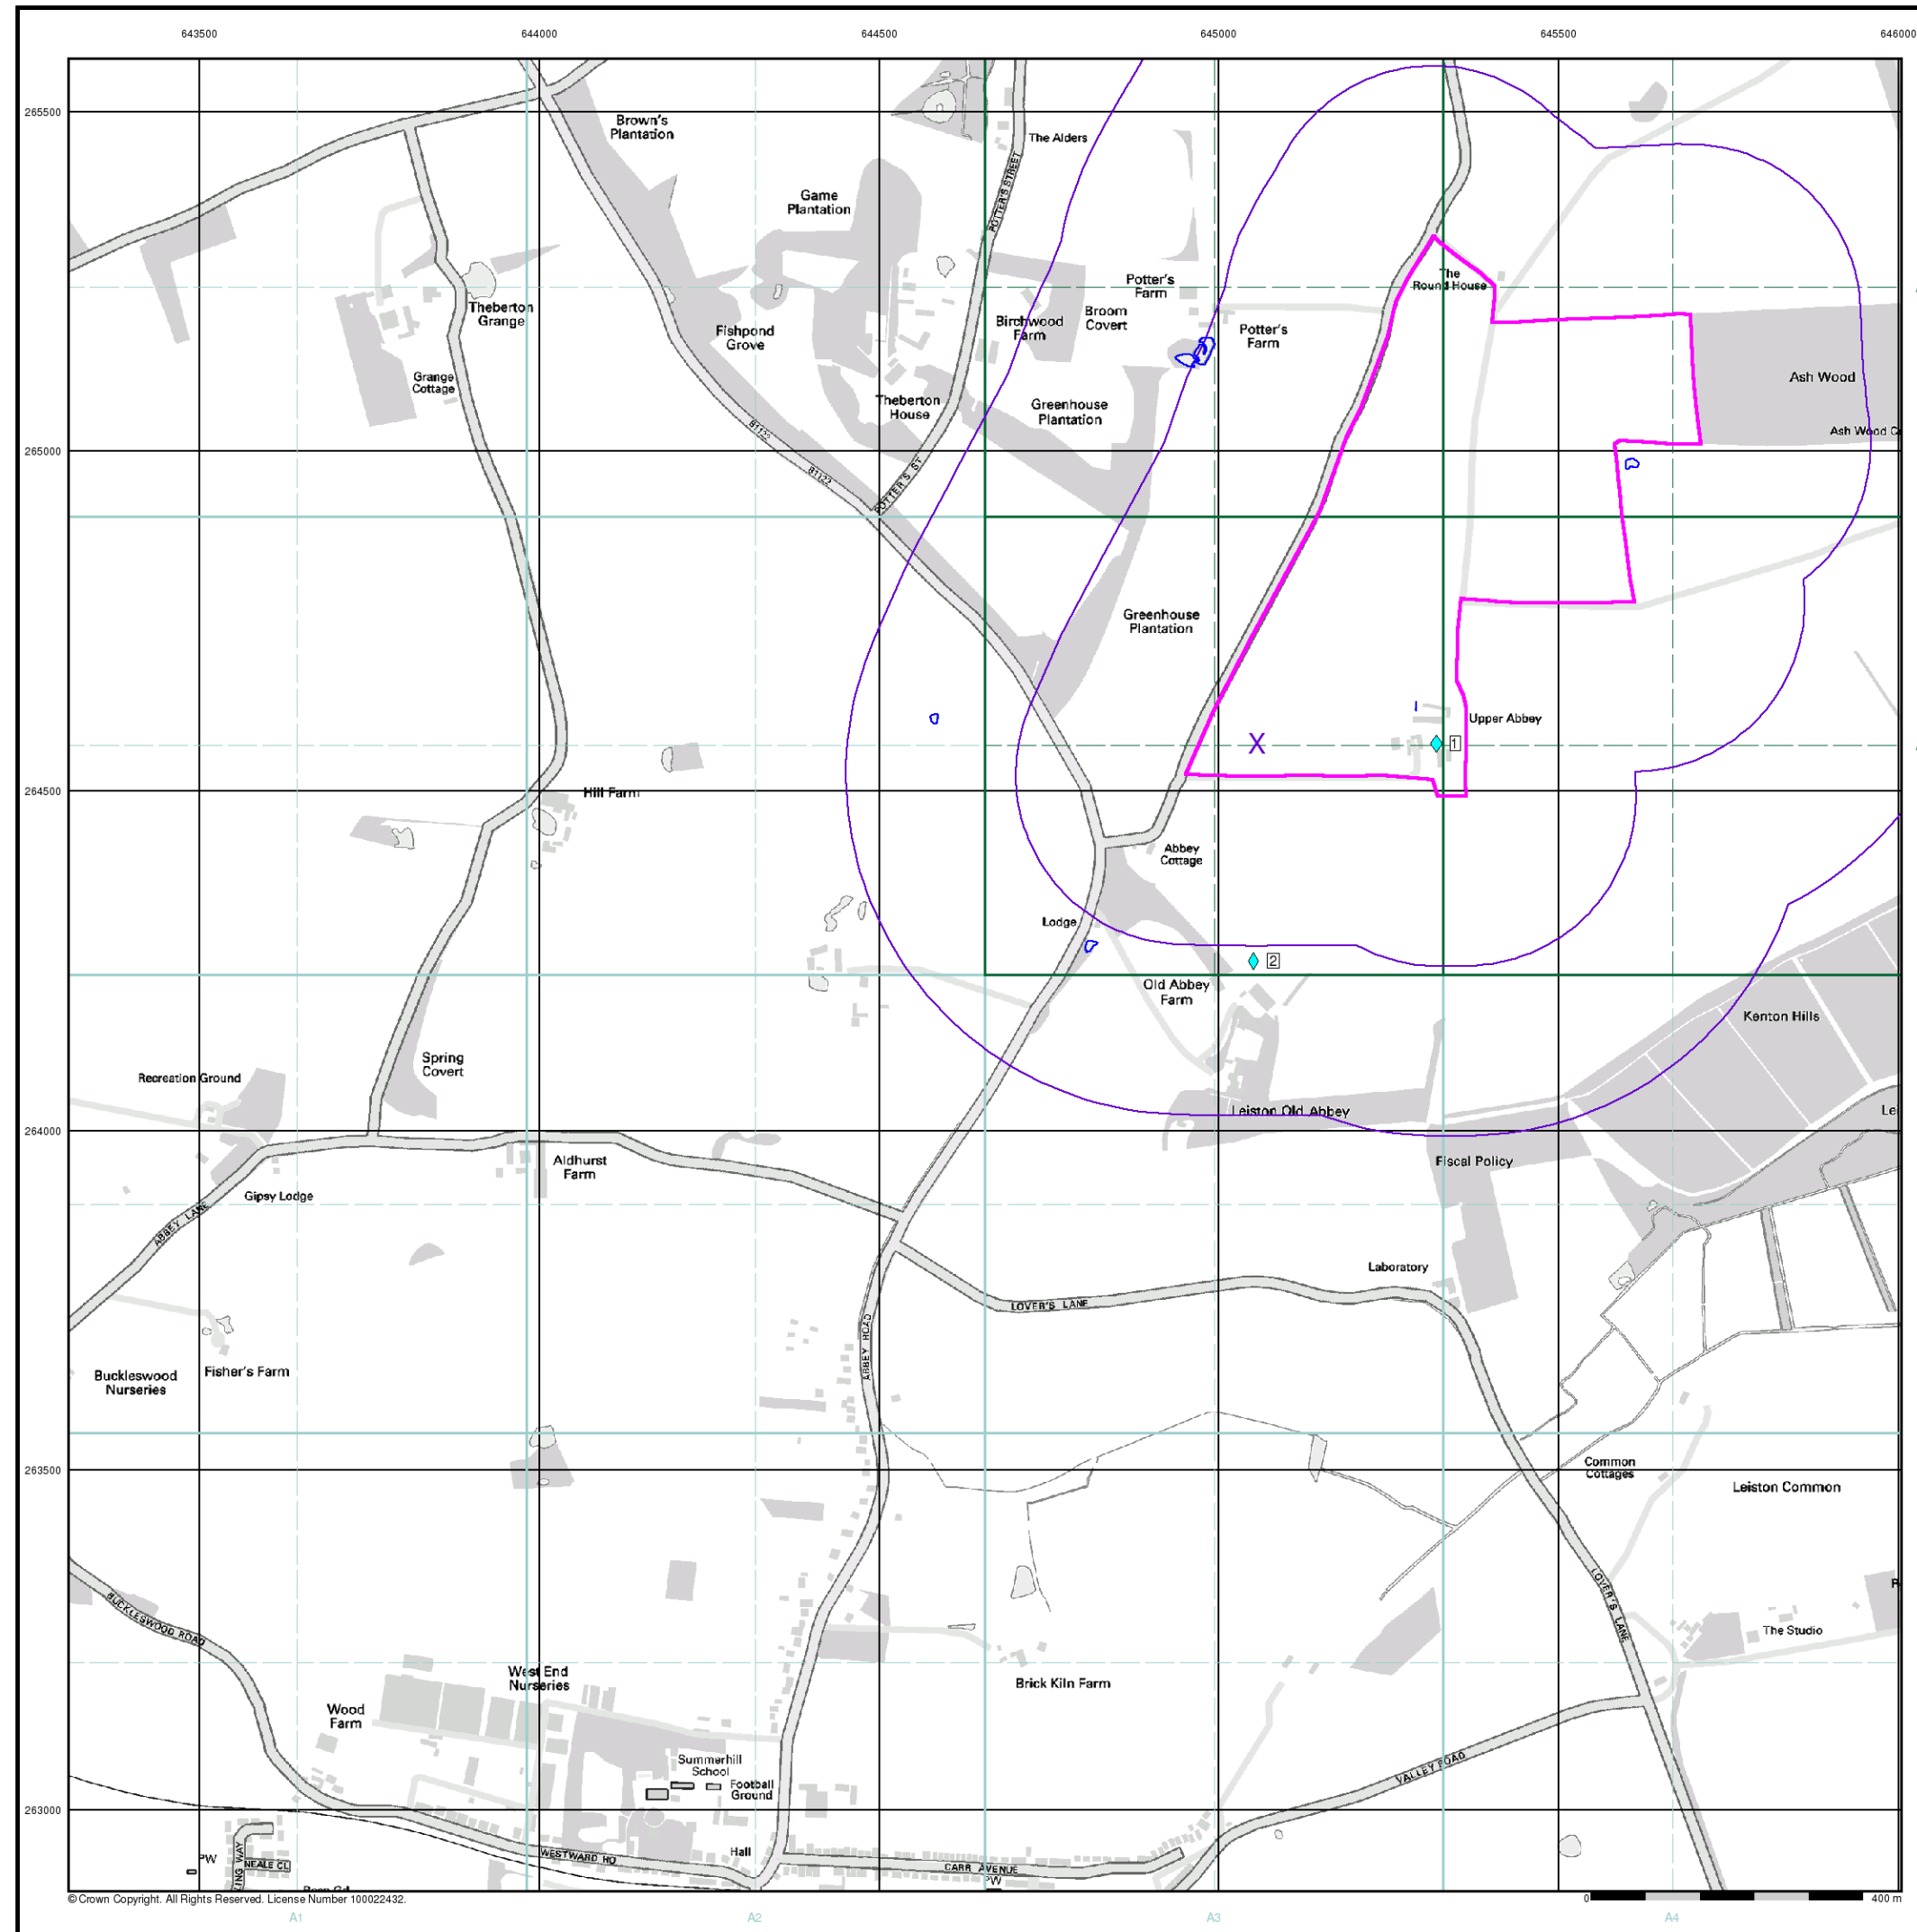 643500 644000 644500 645000 645500 646000
265500
265000
264500
264000
263500
263000
Brown's
Plantation
The Alders
POTTER'S STREET
Game
Plantation
The
Round House
Potter's
Farm
Theberton
Grange
Birchwood
Farm
Broom
Covert
Fishpond
Grove
Potter's
Farm
Grange
Cottage
Ash Wood
Theberton
House
Greenhouse
Plantation
Ash Wood C
B1122
B1122
POTTER'S ST
Greenhouse
Plantation
Upper Abbey
X
1
Hill Farm
Abbey
Cottage
Lodge
2
Old Abbey
Farm
Kenton Hills
Spring
Covert
Recreation Ground
Leiston Old Abbey
Lei
Aldhurst
Farm
Fiscal Policy
Gipsy Lodge
ABBEY LANE
Laboratory
LOVER'S LANE
ABBEY ROAD
Buckleswood
Nurseries
Fisher's Farm
Common
Cottages
Leiston Common
BUCKLESWOOD ROAD
LOVER'S LANE
The Studio
West End
Nurseries
Brick Kiln Farm
Wood
Farm
Summerhill
School
Football
Ground
VALLEY ROAD
Hall
PW
NEALE CL
LING WAY
WESTWARD HO
CARR AVENUE
PW
© Crown Copyright. All Rights Reserved. License Number 100022432.
0 400 m
A1 A2 A3 A4